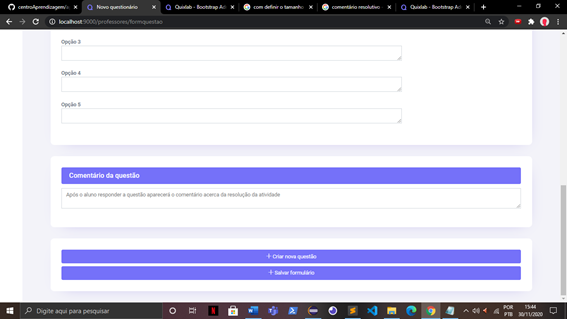 centroAprendizagem/
Novo questionário
Quixlab - Bootstrap Ad
com definir o tamanho
comentário resolutivo
Quixlab - Bootstrap Ad
localhost:9000/professores/formquestao
Opção 3
Opção 4
Opção 5
Comentário da questão
Após o aluno responder a questão aparecerá o comentário acerca da resolução da atividade
+ Criar nova questão
+ Salvar formulário
Digite aqui para pesquisar
POR
PTB
15:44
30/11/2020